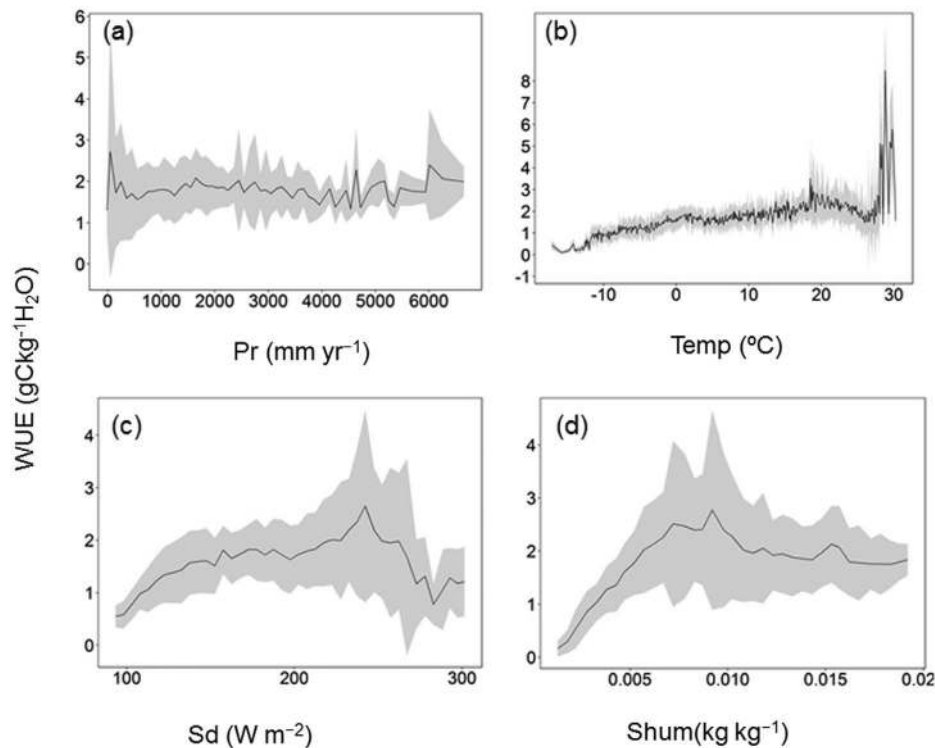 WUE (gCkg⁻¹H₂O)
(a)
6
5
4
3
2
1
0
0 1000 2000 3000 4000 5000 6000
Pr (mm yr⁻¹)
(b)
8
7
6
5
4
3
2
1
0
-1
-10 0 10 20 30
Temp (ºC)
(c)
4
3
2
1
0
100 200 300
Sd (W m⁻²)
(d)
4
3
2
1
0
0.005 0.010 0.015 0.02
Shum(kg kg⁻¹)